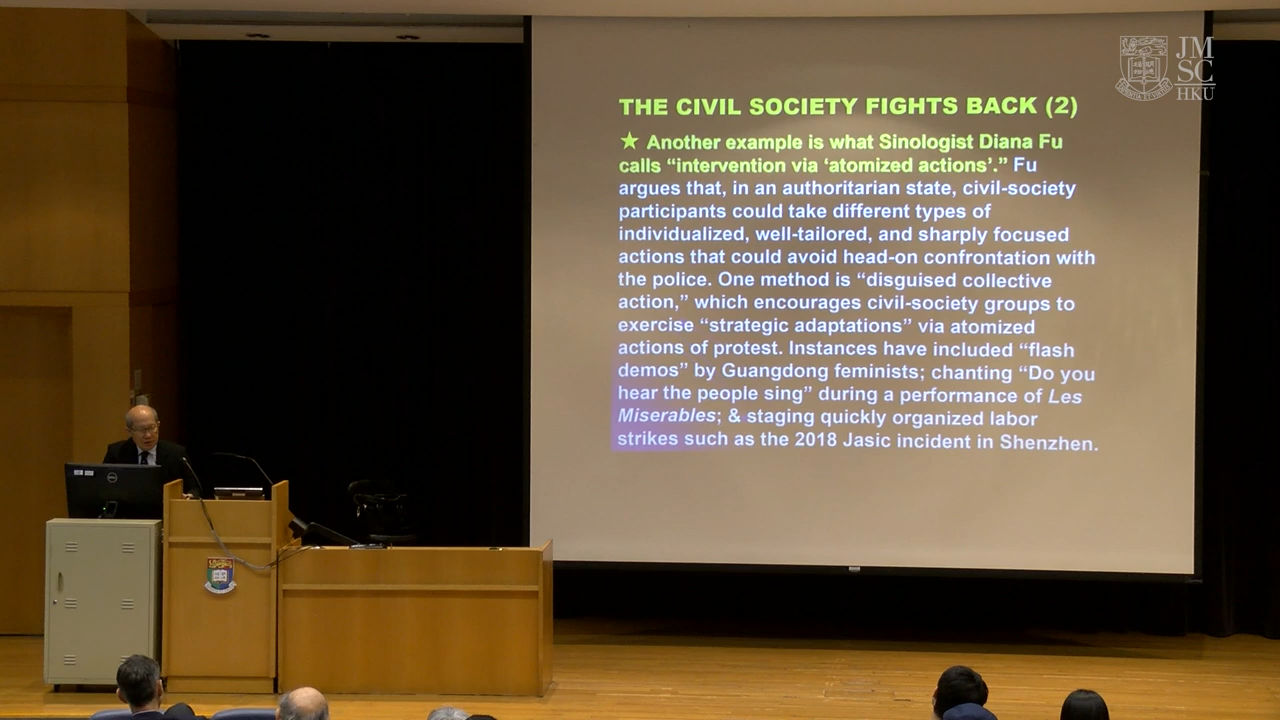 JM
SC
HKU
THE CIVIL SOCIETY FIGHTS BACK (2)
★ Another example is what Sinologist Diana Fu
calls “intervention via ‘atomized actions’.” Fu
argues that, in an authoritarian state, civil-society
participants could take different types of
individualized, well-tailored, and sharply focused
actions that could avoid head-on confrontation with
the police. One method is “disguised collective
action,” which encourages civil-society groups to
exercise “strategic adaptations” via atomized
actions of protest. Instances have included “flash
demos” by Guangdong feminists; chanting “Do you
hear the people sing” during a performance of Les
Miserables; & staging quickly organized labor
strikes such as the 2018 Jasic incident in Shenzhen.
DELL